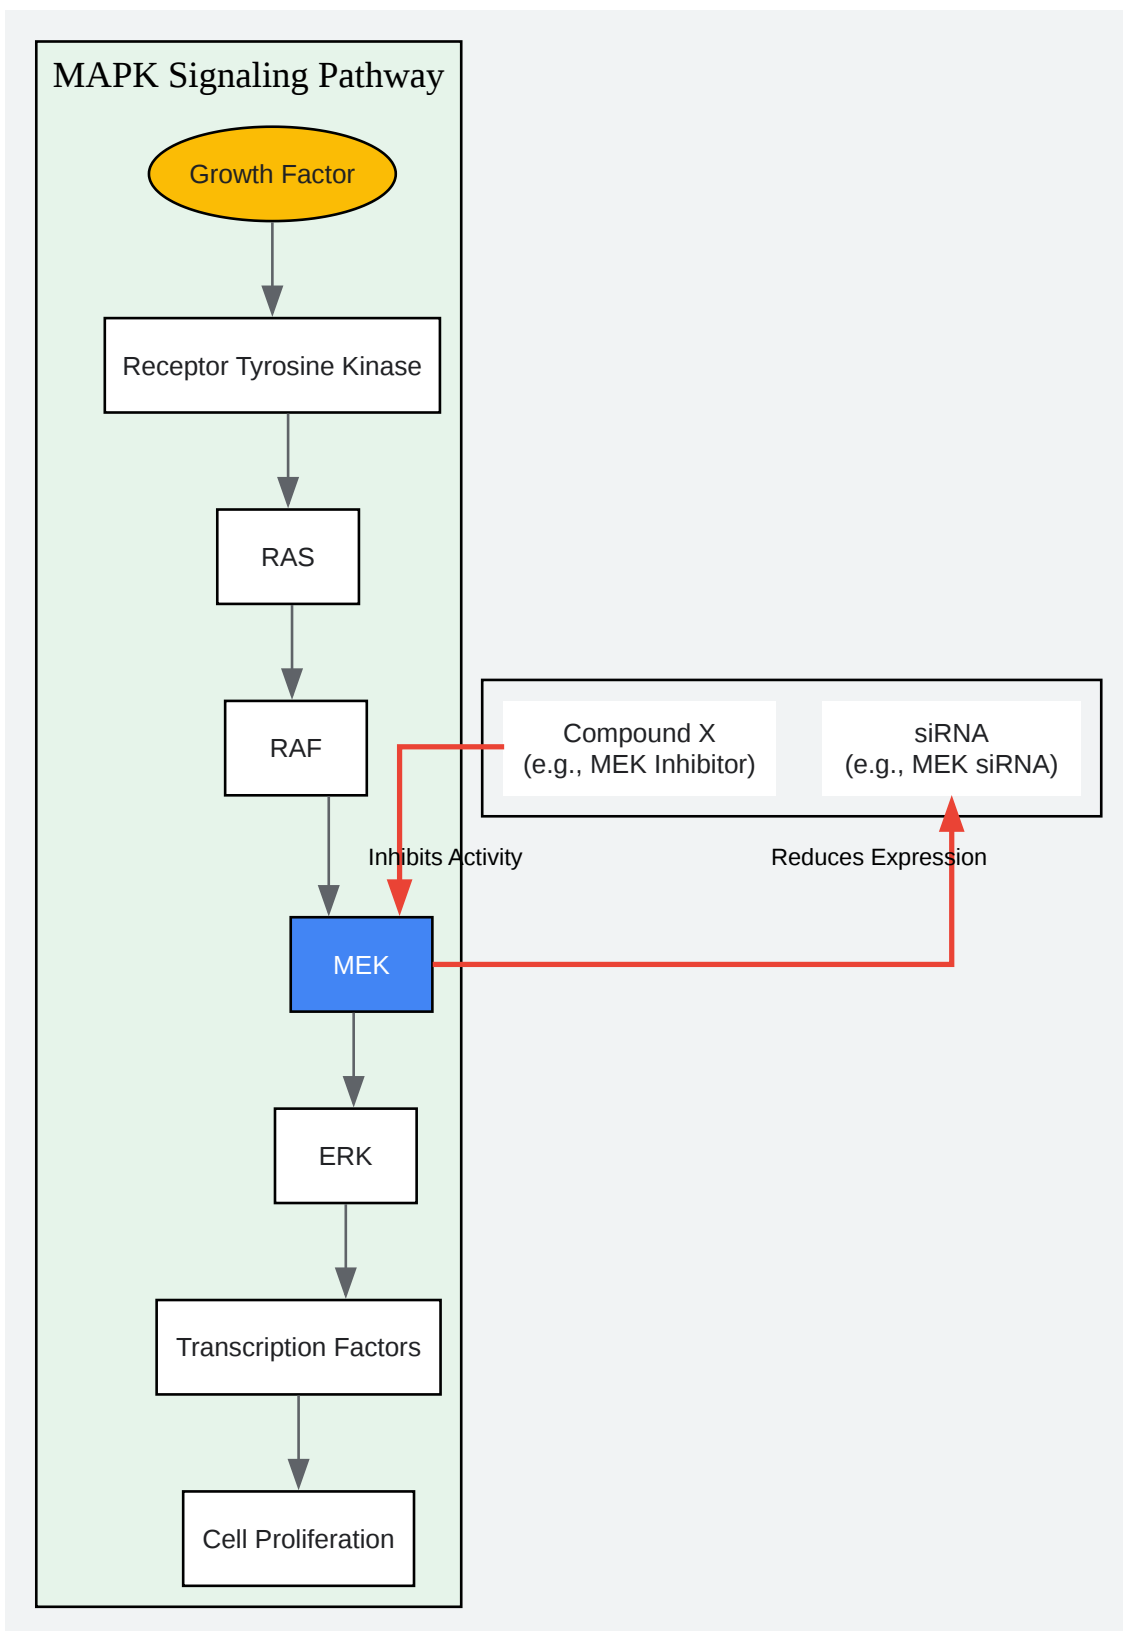 MAPK Signaling Pathway
Growth Factor
Receptor Tyrosine Kinase
RAS
RAF
Compound X
(e.g., MEK Inhibitor)
siRNA
(e.g., MEK siRNA)
Inhibits Activity
Reduces Expression
MEK
ERK
Transcription Factors
Cell Proliferation